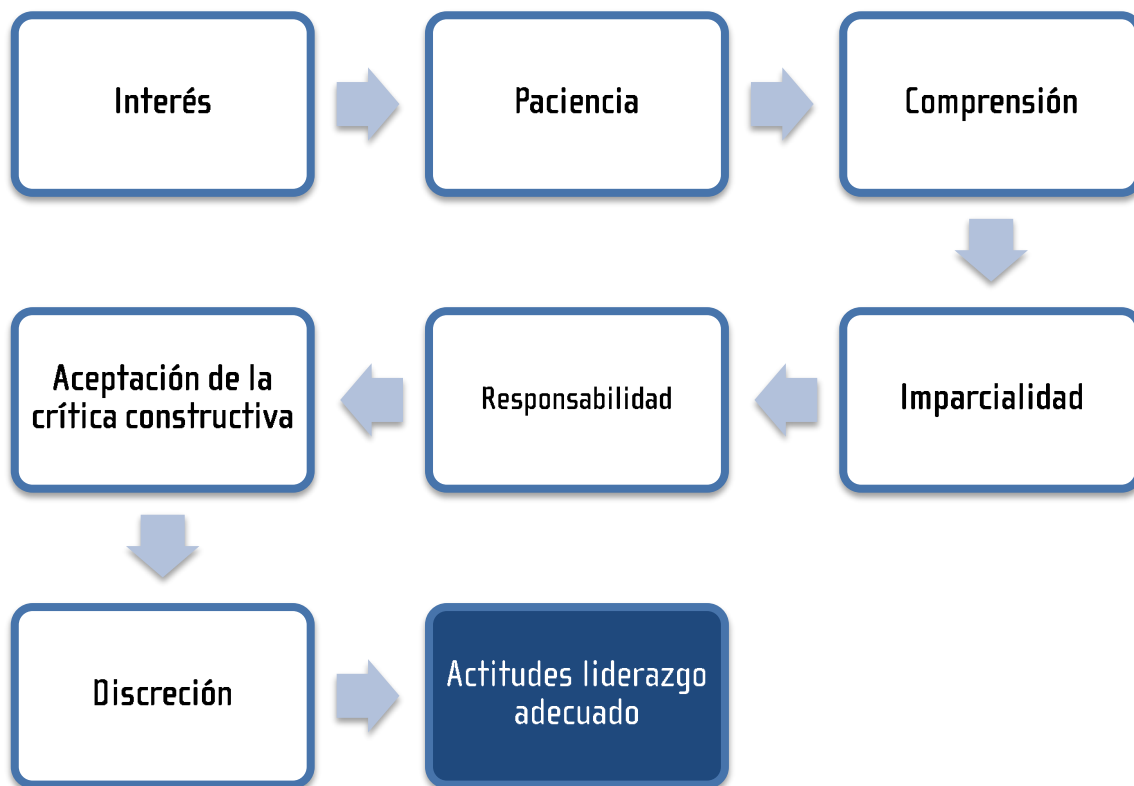 Interés
Paciencia
Comprensión
Imparcialidad
Responsabilidad
Aceptación de la
crítica constructiva
Discreción
Actitudes liderazgo
adecuado